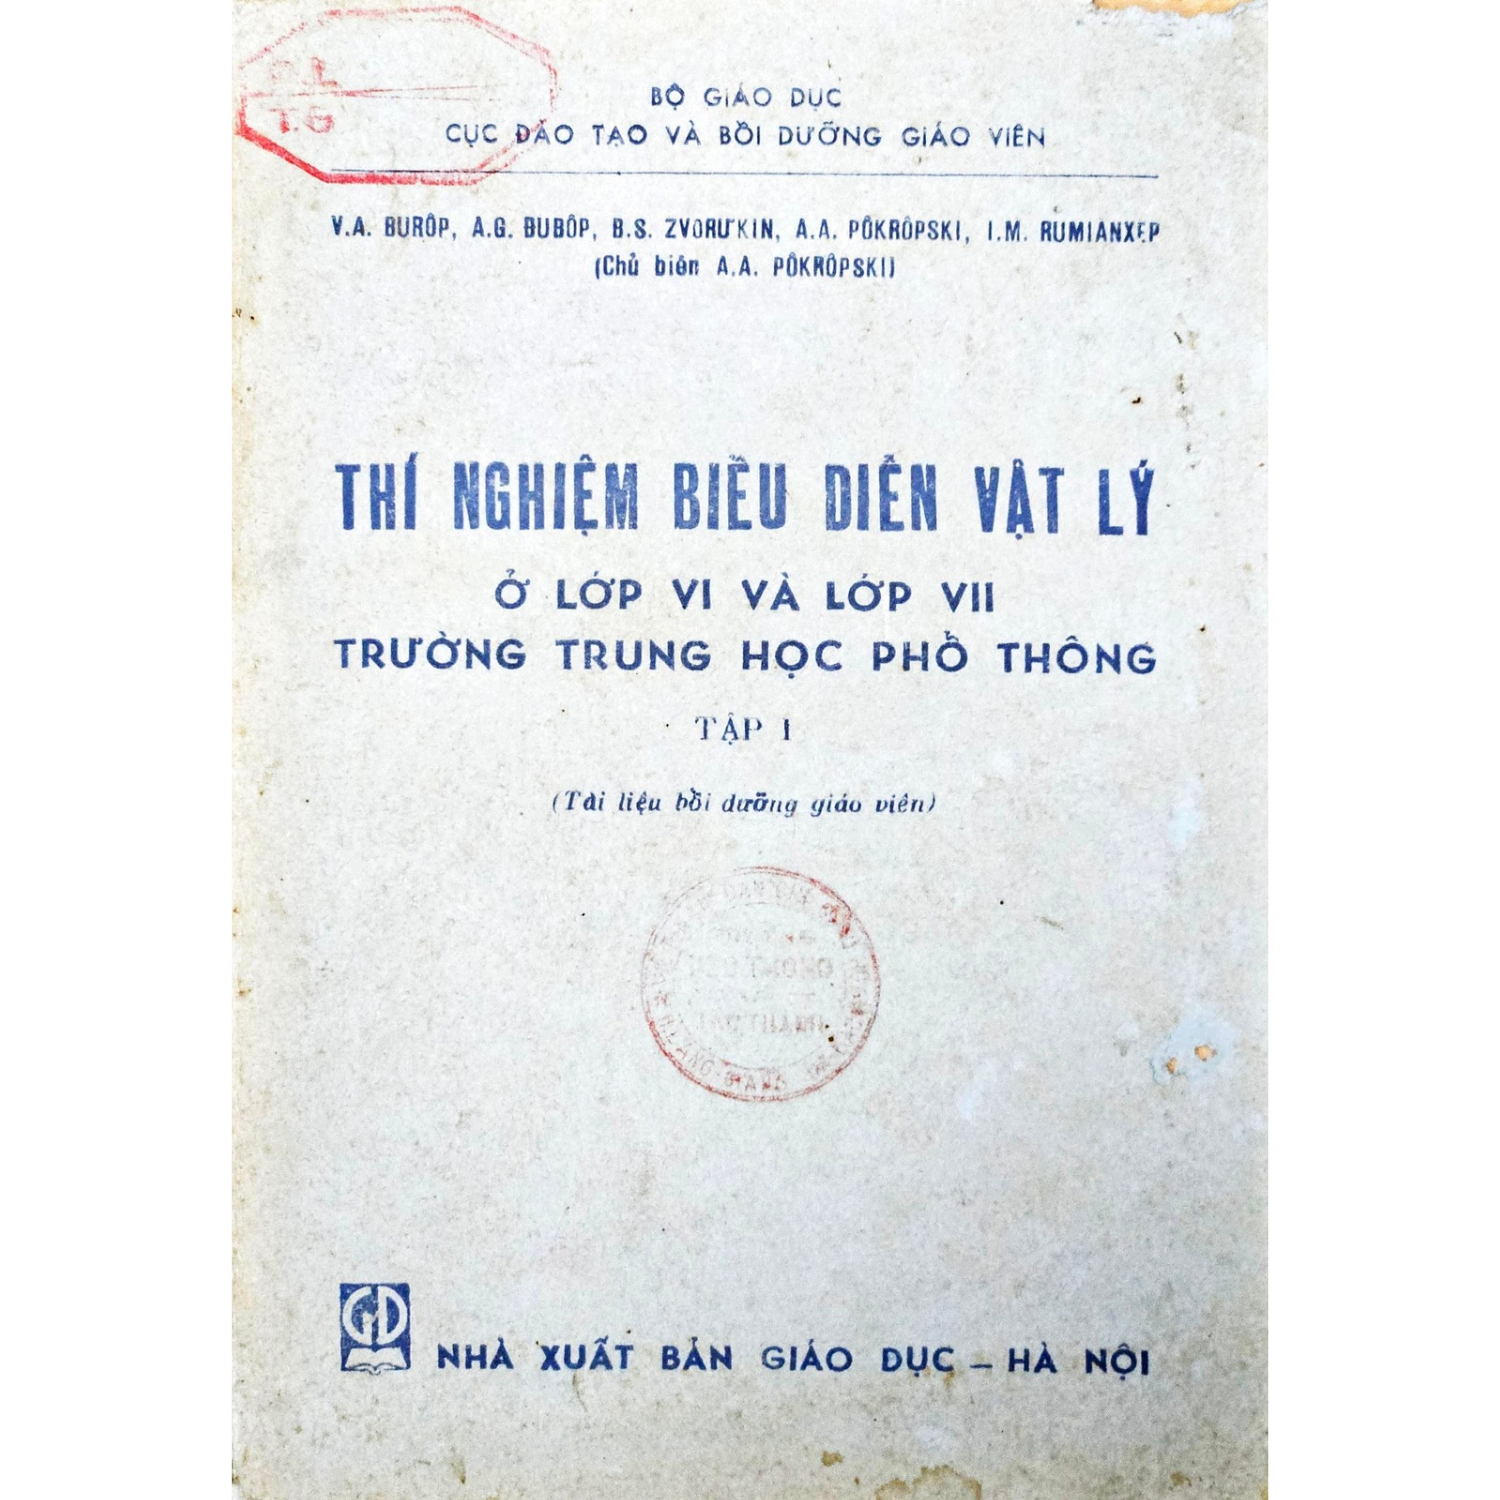 P.L
T.G
BỘ GIÁO DỤC
CỤC ĐÀO TẠO VÀ BỒI DƯỠNG GIÁO VIÊN
V.A. BURÔP, A.G. ĐUBÔP, B.S. ZVORƯKIN, A.A. PÔKRÔPSKI, I.M. RUMIANXEP
(Chủ biên A.A. PÔKRÔPSKI)
THÍ NGHIỆM BIỂU DIỄN VẬT LÝ
Ở LỚP VI VÀ LỚP VII
TRƯỜNG TRUNG HỌC PHỔ THÔNG
TẬP I
(Tài liệu bồi dưỡng giáo viên)
GD
NHÀ XUẤT BẢN GIÁO DỤC – HÀ NỘI